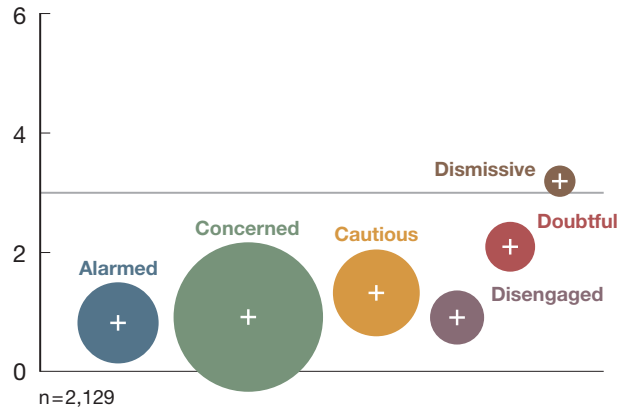 6
4
Dismissive
Doubtful
Concerned
Cautious
2
Alarmed
Disengaged
0
n=2,129